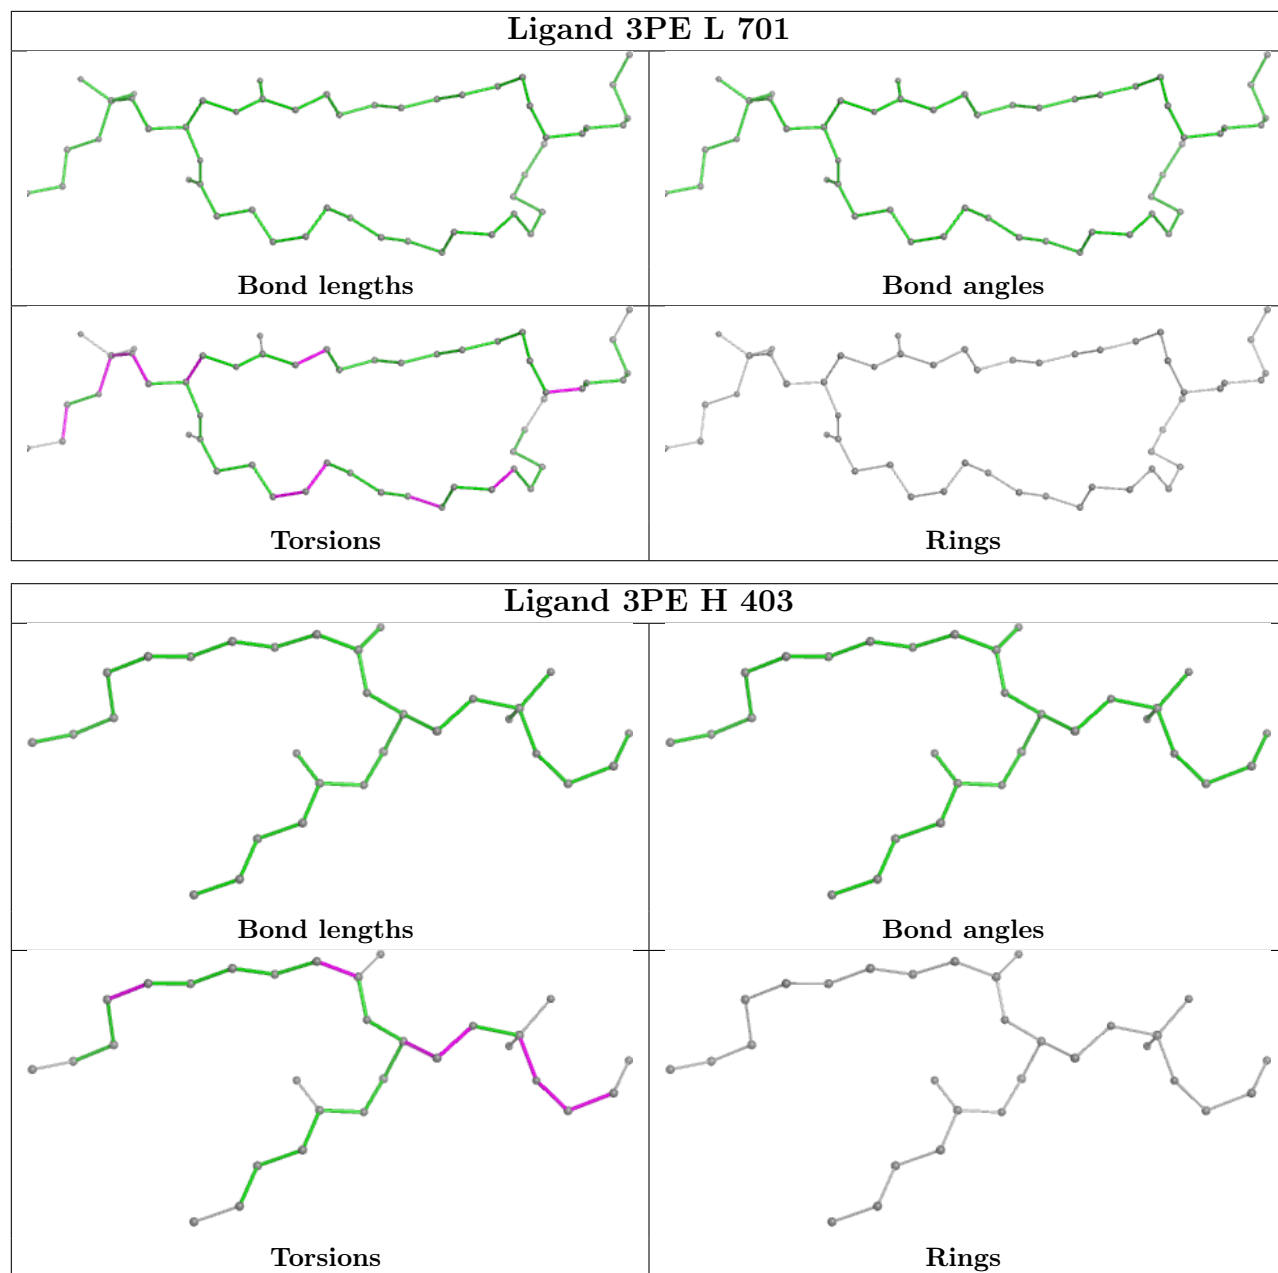 Ligand 3PE L 701
Bond lengths
Bond angles
Torsions
Rings
Ligand 3PE H 403
Bond lengths
Bond angles
Torsions
Rings